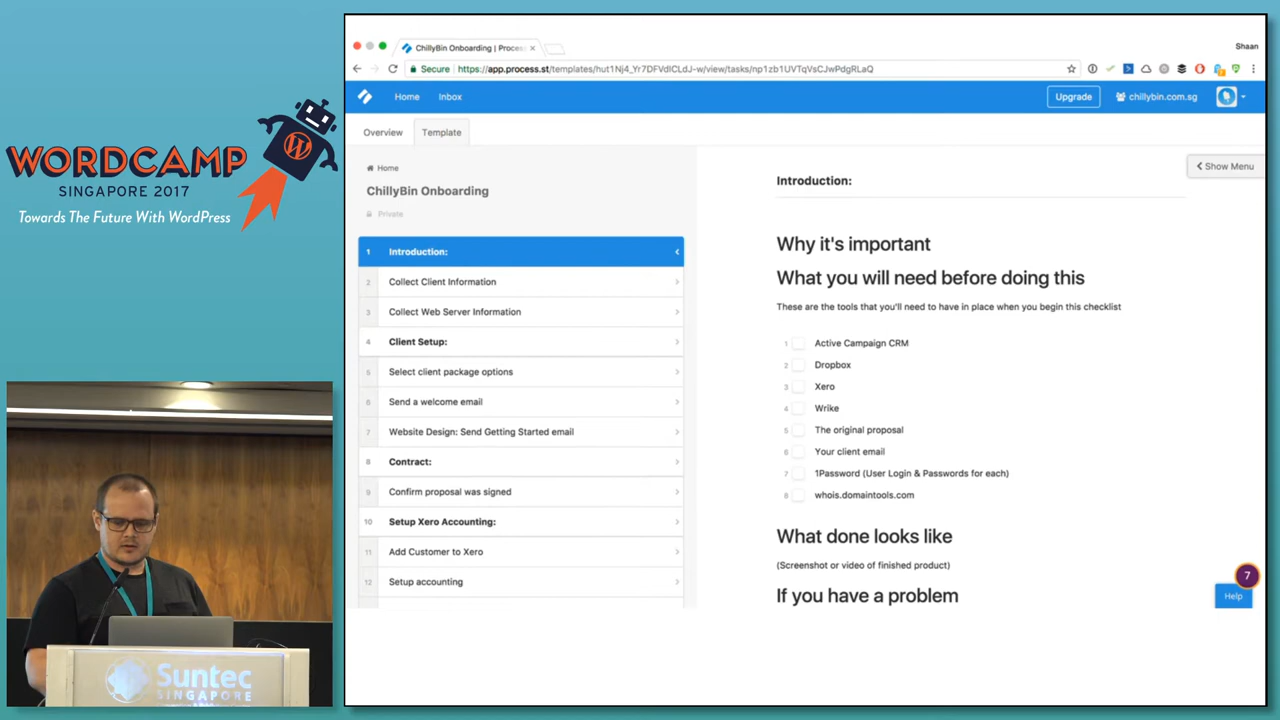 WORDCAMP
SINGAPORE 2017
Towards The Future With WordPress
Suntec
SINGAPORE
ChillyBin Onboarding | Process
Shaan
Secure https://app.process.st/templates/hut1Nj4_Yr7DFVdlCLdJ-w/view/tasks/np1zb1UVTqVsCJwPdgRLaQ
Home Inbox Upgrade chillybin.com.sg
Overview Template
Home
ChillyBin Onboarding
Private
1 Introduction:
2 Collect Client Information
3 Collect Web Server Information
4 Client Setup:
5 Select client package options
6 Send a welcome email
7 Website Design: Send Getting Started email
8 Contract:
9 Confirm proposal was signed
10 Setup Xero Accounting:
11 Add Customer to Xero
12 Setup accounting
Show Menu
Introduction:
Why it's important
What you will need before doing this
These are the tools that you'll need to have in place when you begin this checklist
1 Active Campaign CRM
2 Dropbox
3 Xero
4 Wrike
5 The original proposal
6 Your client email
7 1Password (User Login & Passwords for each)
8 whois.domaintools.com
What done looks like
(Screenshot or video of finished product)
If you have a problem
7
Help